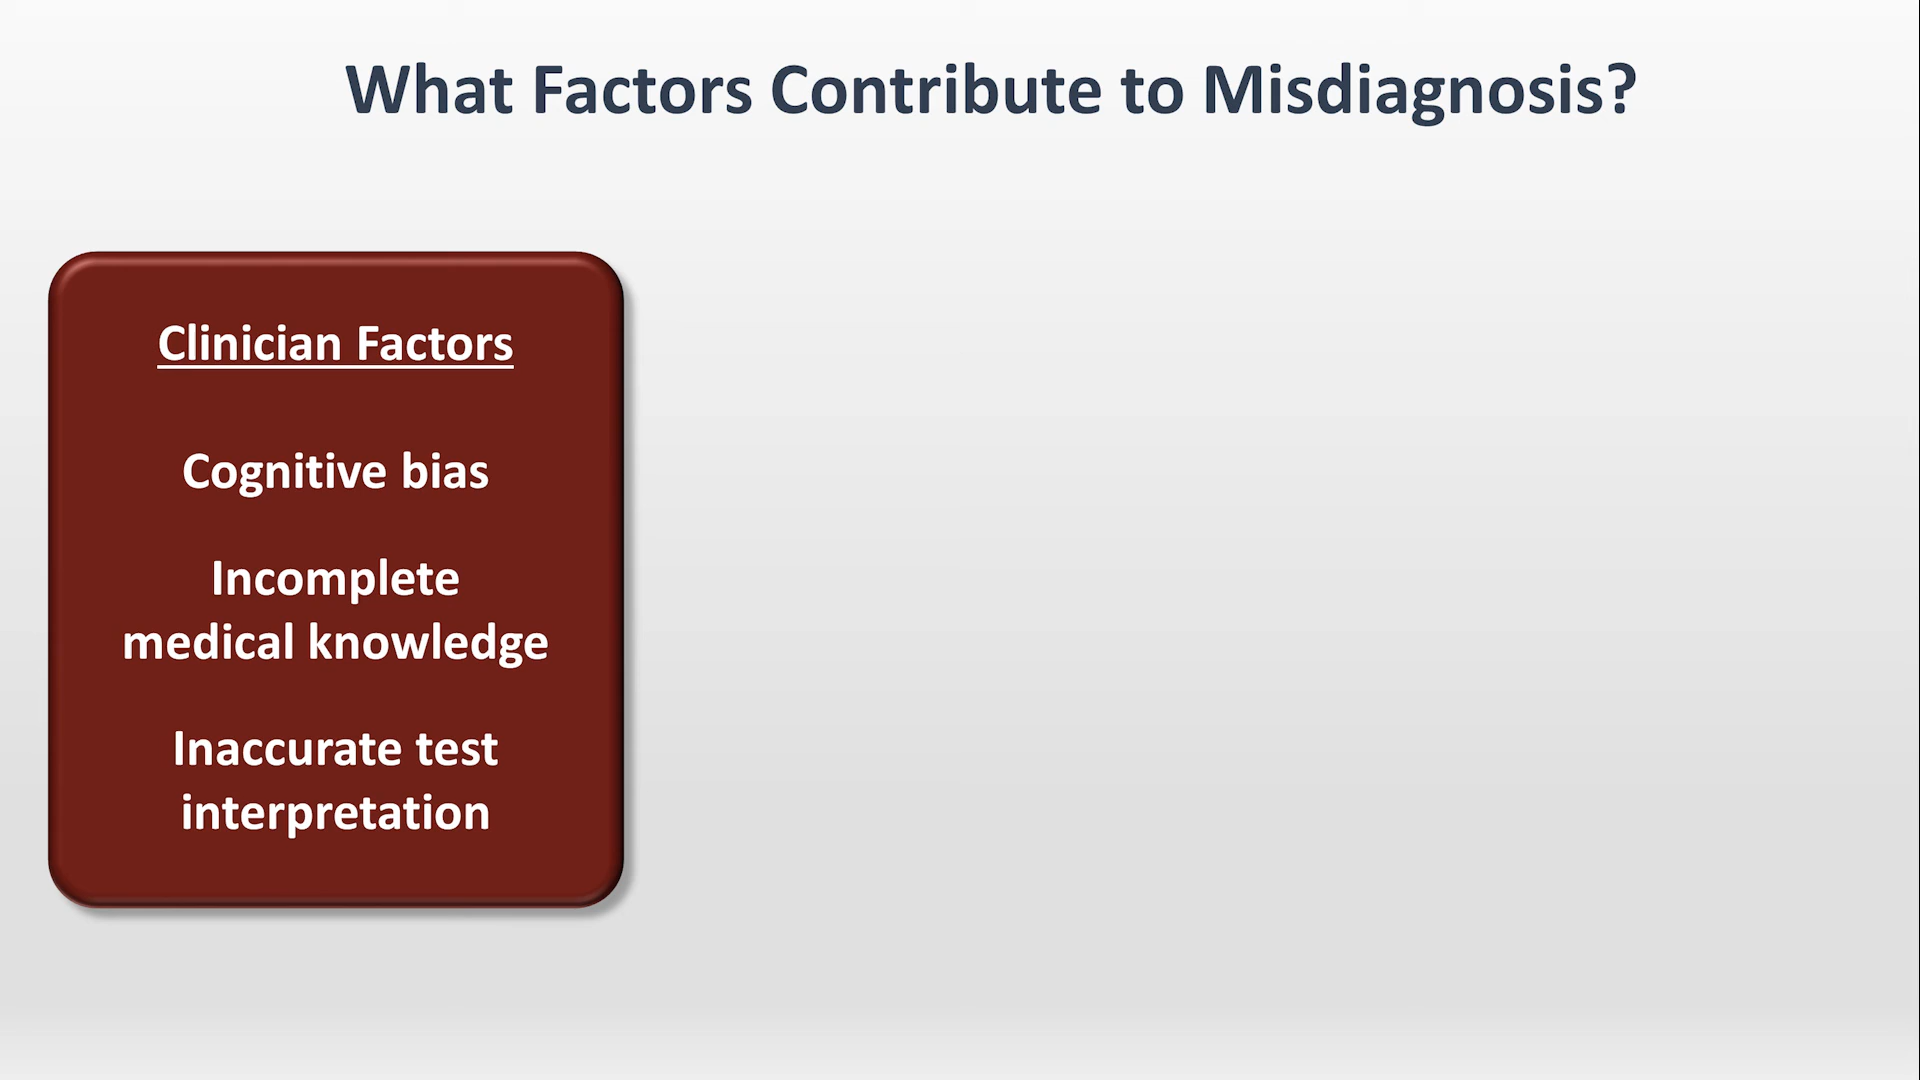 What Factors Contribute to Misdiagnosis?
Clinician Factors
Cognitive bias
Incomplete
medical knowledge
Inaccurate test
interpretation